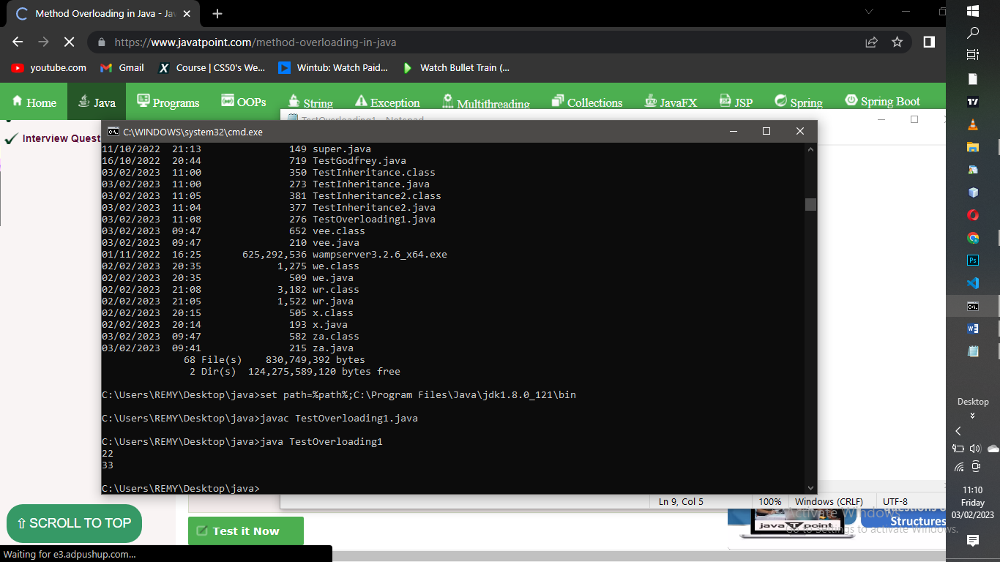 Method Overloading in Java - Jav
https://www.javatpoint.com/method-overloading-in-java
youtube.com Gmail Course | CS50's We... Wintub: Watch Paid... Watch Bullet Train (...
Home Java Programs OOPs String Exception Multithreading Collections JavaFX JSP Spring Spring Boot
TestOverloading1 - Notepad
Interview Quest
C:\WINDOWS\system32\cmd.exe
11/10/2022  21:13               149 super.java
16/10/2022  20:44               719 TestGodfrey.java
03/02/2023  11:00               350 TestInheritance.class
03/02/2023  11:00               273 TestInheritance.java
03/02/2023  11:05               381 TestInheritance2.class
03/02/2023  11:04               377 TestInheritance2.java
03/02/2023  11:08               276 TestOverloading1.java
03/02/2023  09:47               652 vee.class
03/02/2023  09:47               210 vee.java
01/11/2022  16:25       625,292,536 wampserver3.2.6_x64.exe
02/02/2023  20:35             1,275 we.class
02/02/2023  20:35               509 we.java
02/02/2023  21:08             3,182 wr.class
02/02/2023  21:05             1,522 wr.java
02/02/2023  20:15               505 x.class
02/02/2023  20:14               193 x.java
03/02/2023  09:47               582 za.class
03/02/2023  09:41               215 za.java
68 File(s)    830,749,392 bytes
2 Dir(s)  124,275,589,120 bytes free
C:\Users\REMY\Desktop\java>set path=%path%;C:\Program Files\Java\jdk1.8.0_121\bin
C:\Users\REMY\Desktop\java>javac TestOverloading1.java
C:\Users\REMY\Desktop\java>java TestOverloading1
22
33
C:\Users\REMY\Desktop\java>
Ln 9, Col 5 100% Windows (CRLF) UTF-8
⇧ SCROLL TO TOP
Test it Now
Structures
java point
Activate Windows
Go to Settings to activate Windows.
Waiting for e3.adpushup.com...
Desktop
11:10
Friday
03/02/2023